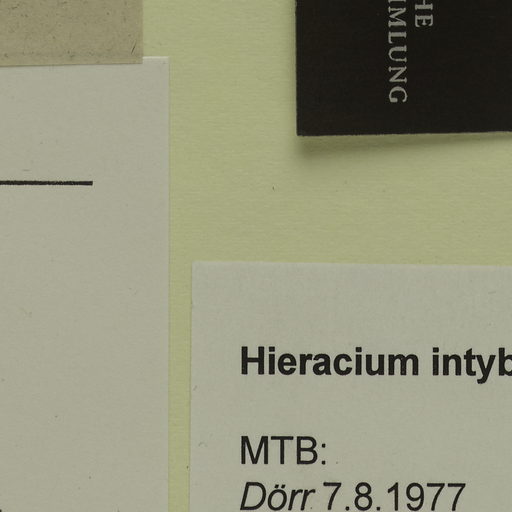 HE
MLUNG
Hieracium intyb
MTB:
Dörr 7.8.1977